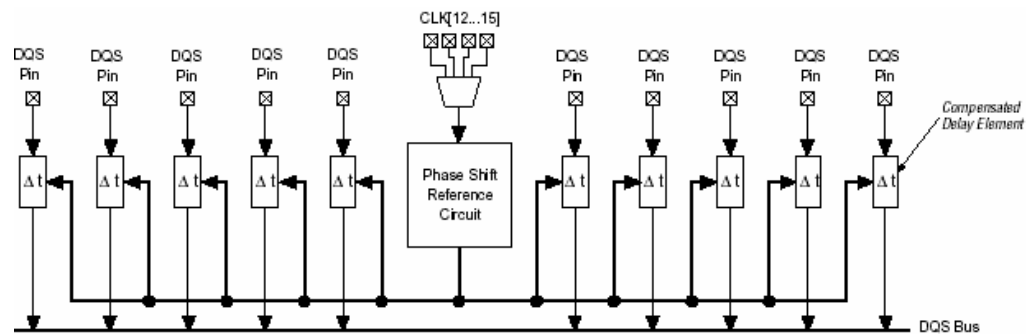 CLK[12...15]
DQS
Pin
DQS
Pin
DQS
Pin
DQS
Pin
DQS
Pin
DQS
Pin
DQS
Pin
DQS
Pin
DQS
Pin
DQS
Pin
Compensated
Delay Element
Δ t
Δ t
Δ t
Δ t
Δ t
Phase Shift
Reference
Circuit
Δ t
Δ t
Δ t
Δ t
Δ t
DQS Bus